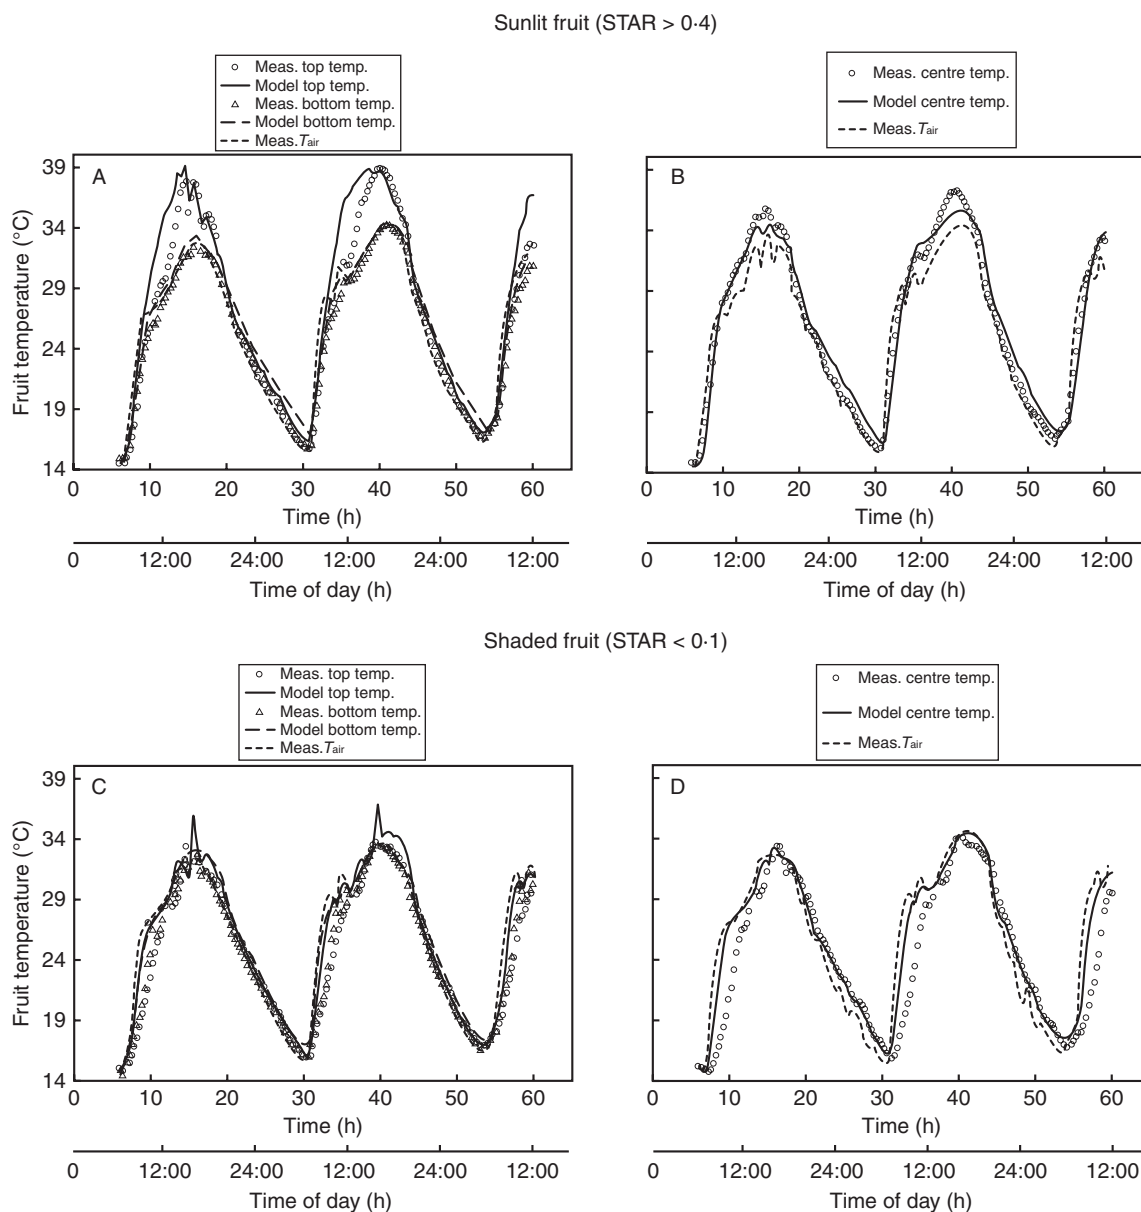 Sunlit fruit (STAR > 0·4)
Meas. top temp.
Model top temp.
Meas. bottom temp.
Model bottom temp.
Meas. Tair
Meas. centre temp.
Model centre temp.
Meas. Tair
A
39
34
29
24
19
14
Fruit temperature (°C)
0 10 20 30 40 50 60
Time (h)
0 12:00 24:00 12:00 24:00 12:00
Time of day (h)
B
0 10 20 30 40 50 60
Time (h)
0 12:00 24:00 12:00 24:00 12:00
Time of day (h)
Shaded fruit (STAR < 0·1)
Meas. top temp.
Model top temp.
Meas. bottom temp.
Model bottom temp.
Meas. Tair
Meas. centre temp.
Model centre temp.
Meas. Tair
C
39
34
29
24
19
14
Fruit temperature (°C)
0 10 20 30 40 50 60
Time (h)
0 12:00 24:00 12:00 24:00 12:00
Time of day (h)
D
0 10 20 30 40 50 60
Time (h)
0 12:00 24:00 12:00 24:00 12:00
Time of day (h)